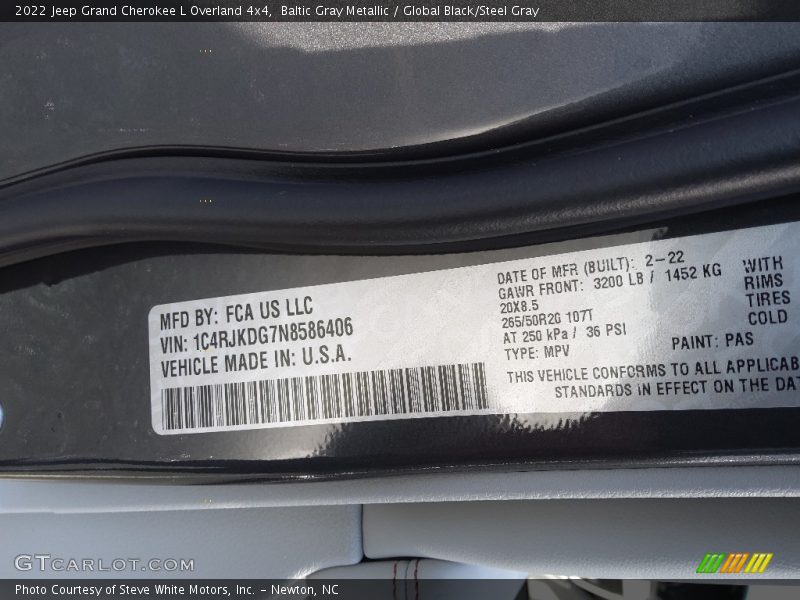 2022 Jeep Grand Cherokee L Overland 4x4, Baltic Gray Metallic / Global Black/Steel Gray
MFD BY: FCA US LLC
VIN: 1C4RJKDG7N8586406
VEHICLE MADE IN: U.S.A.
DATE OF MFR (BUILT): 2-22
GAWR FRONT: 3200 LB / 1452 KG WITH
20X8.5 RIMS
265/50R20 107T TIRES
AT 250 kPa / 36 PSI COLD
TYPE: MPV PAINT: PAS
THIS VEHICLE CONFORMS TO ALL APPLICAB
STANDARDS IN EFFECT ON THE DAT
GTCARLOT.COM
Photo Courtesy of Steve White Motors, Inc. – Newton, NC